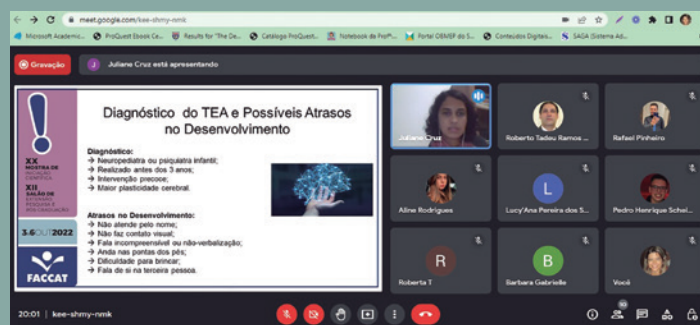 meet.google.com/kee-shmy-nmk
Microsoft Academic... ProQuest Ebook Ce... Results for "The De... Catálogo ProQuest... Notebook da Profª... Portal OBMEP do S... Conteúdos Digitais... SAGA (Sistema Ad...
Gravação
J Juliane Cruz está apresentando
XX
MOSTRA DE
INICIAÇÃO
CIENTÍFICA
XII
SALÃO DE
EXTENSÃO
PESQUISA E
PÓS-GRADUAÇÃO
3-6OUT2022
FACCAT
Diagnóstico do TEA e Possíveis Atrasos
no Desenvolvimento
Diagnóstico:
→ Neuropediatra ou psiquiatra infantil;
→ Realizado antes dos 3 anos;
→ Intervenção precoce;
→ Maior plasticidade cerebral.
Atrasos no Desenvolvimento:
→ Não atende pelo nome;
→ Não faz contato visual;
→ Fala incompreensível ou não-verbalização;
→ Anda nas pontas dos pés;
→ Dificuldade para brincar;
→ Fala de si na terceira pessoa.
Juliane Cruz
Roberto Tadeu Ramos ...
Rafael Pinheiro
Aline Rodrigues
L
Lucy'Ana Pereira dos S...
Pedro Henrique Schei...
R
Roberta T
B
Barbara Gabrielle
Você
20:01 | kee-shmy-nmk
10